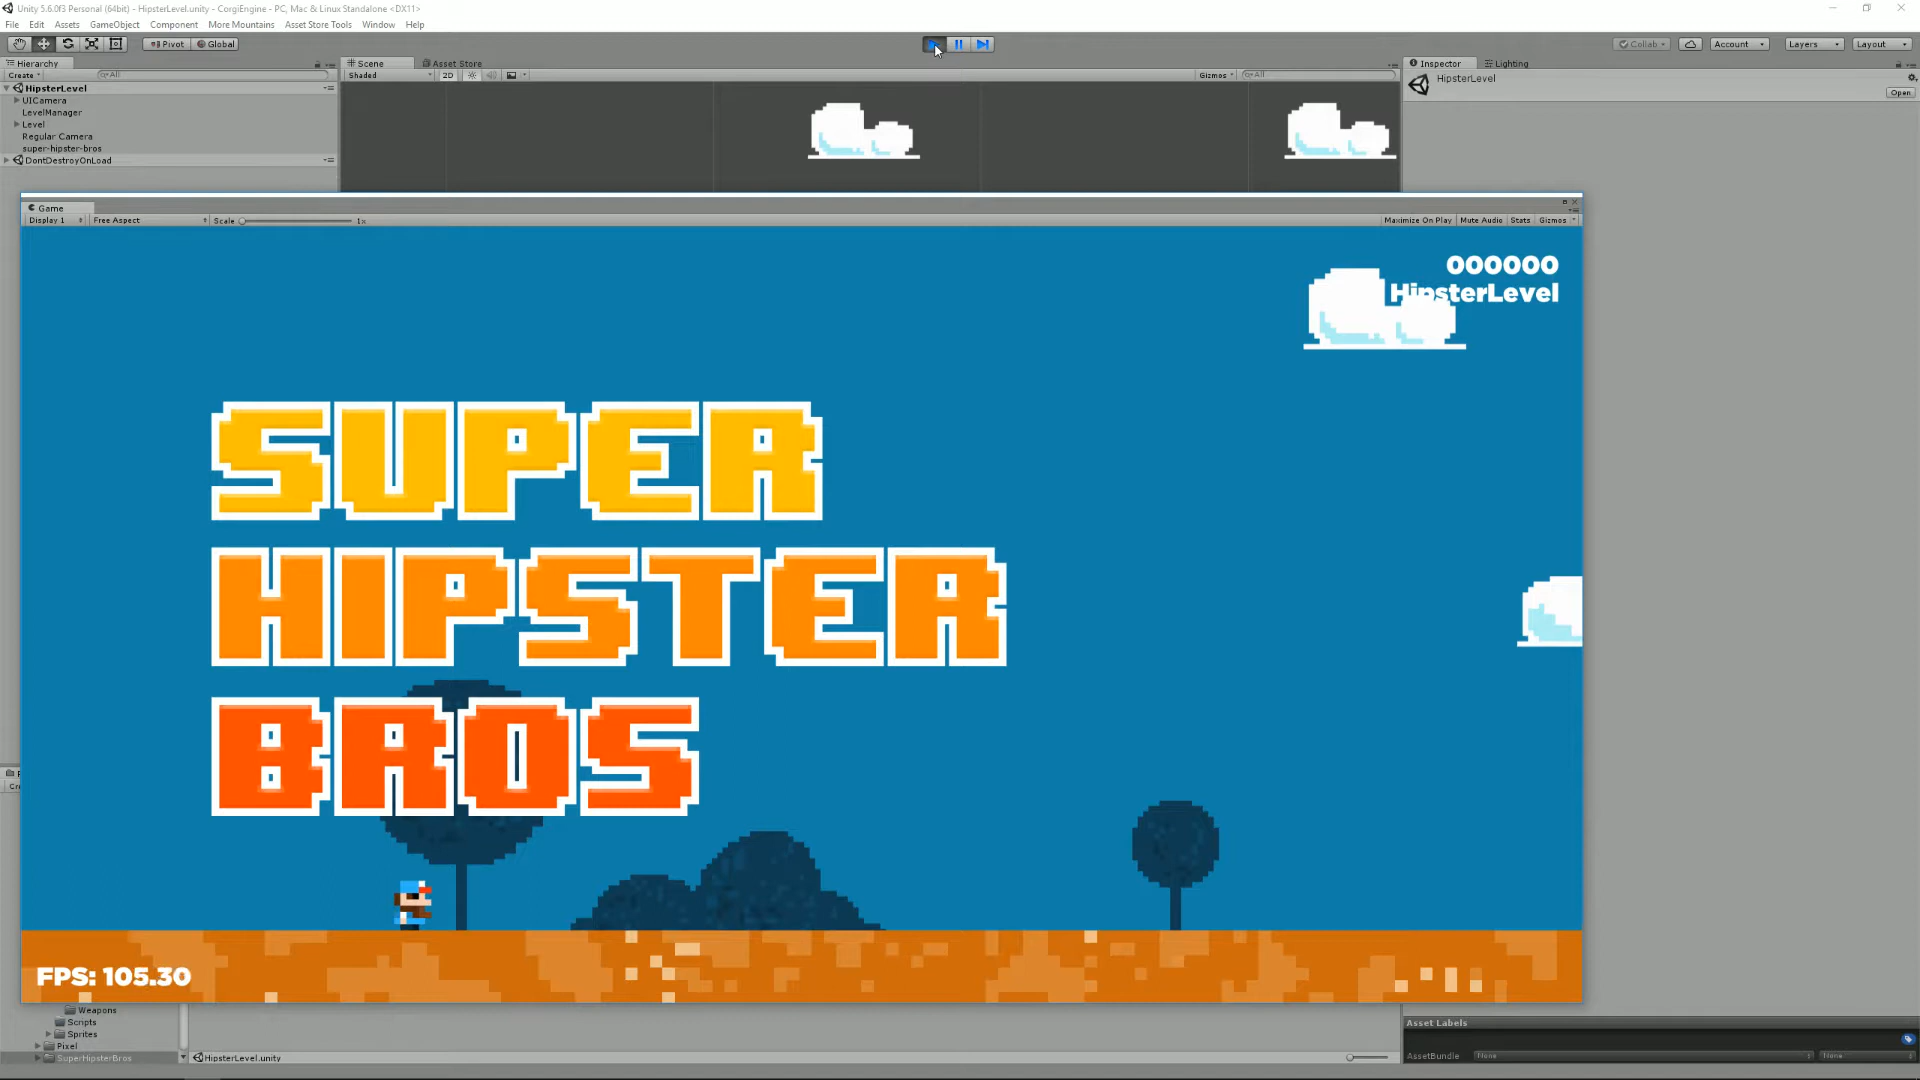 Unity 5.6.0f3 Personal (64bit) - HipsterLevel.unity - CorgiEngine - PC, Mac & Linux Standalone <DX11>
File Edit Assets GameObject Component More Mountains Asset Store Tools Window Help
Pivot Global Collab Account Layers Layout
Hierarchy Scene Asset Store Inspector Lighting
Create All Shaded 2D Gizmos All
HipsterLevel
Open
HipsterLevel
UICamera
LevelManager
Level
Regular Camera
super-hipster-bros
DontDestroyOnLoad
Game
Display 1 Free Aspect Scale 1x Maximize On Play Mute Audio Stats Gizmos
000000
HipsterLevel
SUPER
HIPSTER
BROS
FPS: 105.30
Weapons
Scripts
Sprites
Pixel
SuperHipsterBros
HipsterLevel.unity
Asset Labels
AssetBundle None None